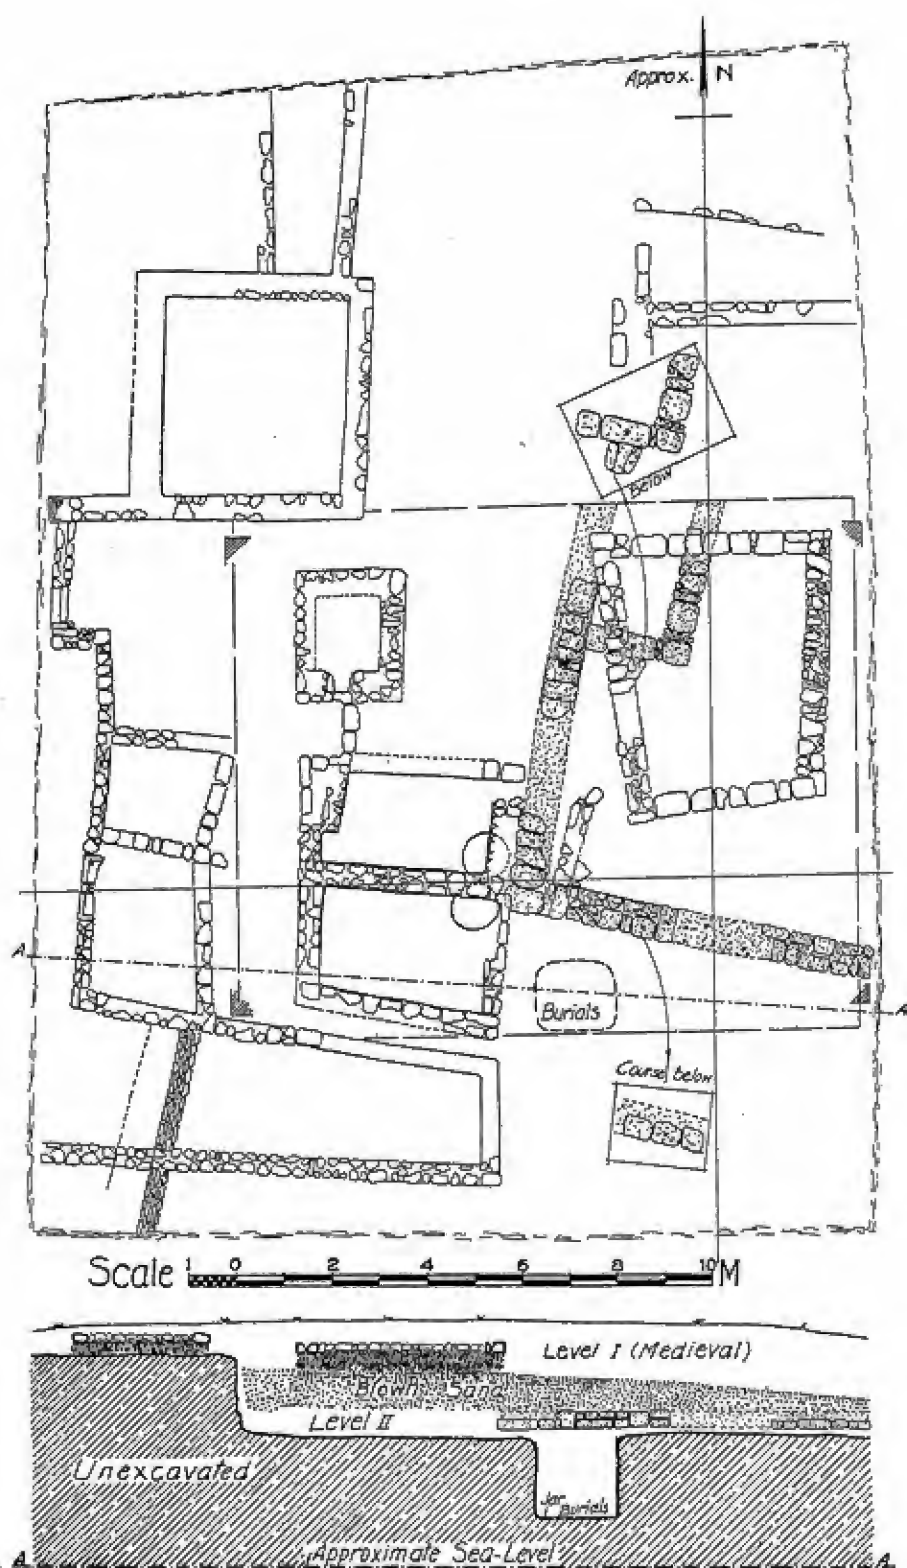 Approx. N
Below
A
A
Burials
Course below
Scale 1 0 2 4 6 8 10 M
Level I (Medieval)
Blown Sand
Level II
Unexcavated
Jar Burials
A Approximate Sea-Level A